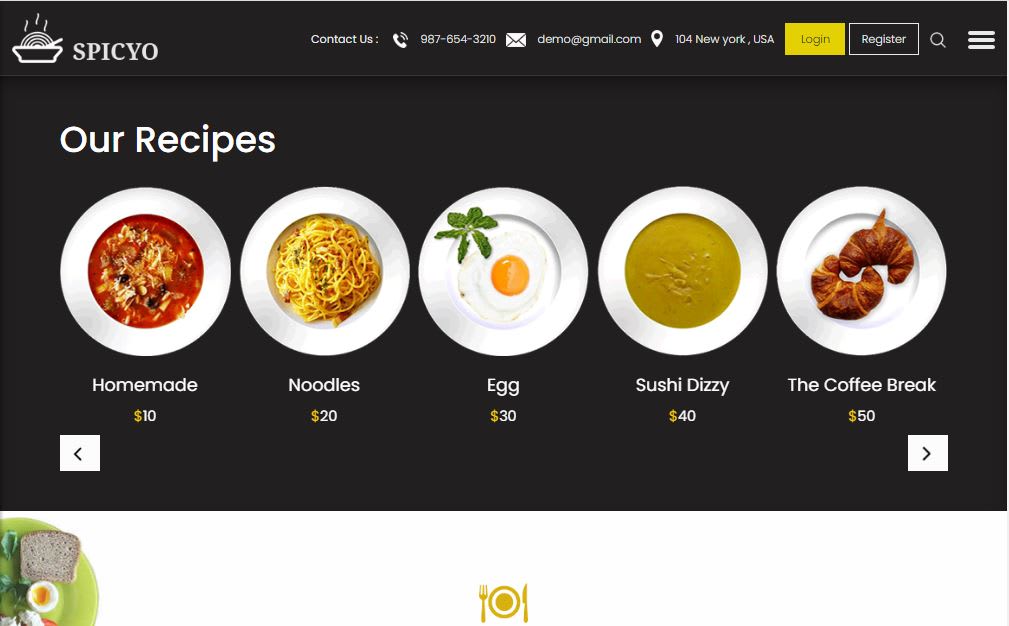 SPICYO
Contact Us : 987-654-3210 demo@gmail.com 104 New york , USA Login Register
Our Recipes
Homemade Noodles Egg Sushi Dizzy The Coffee Break
$10 $20 $30 $40 $50